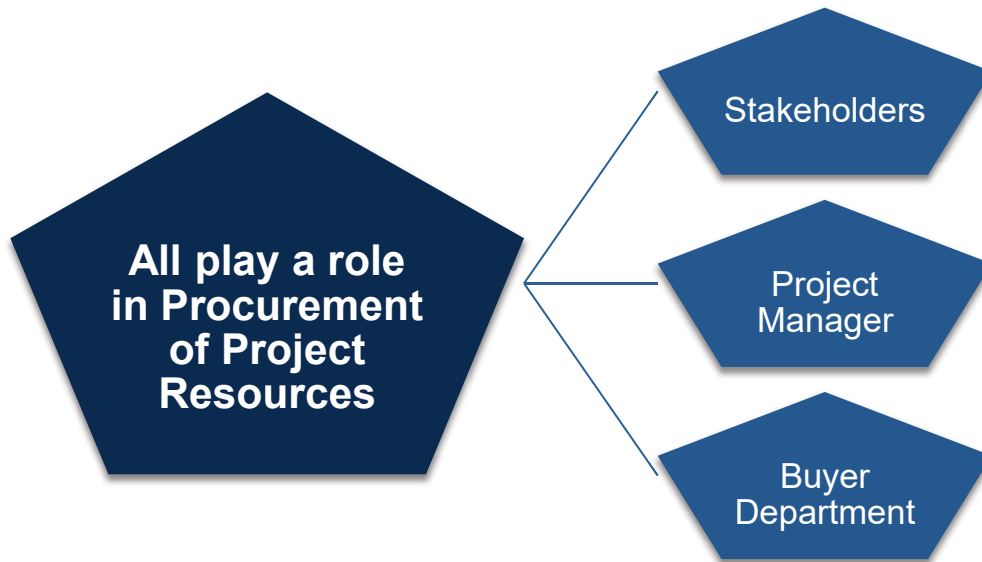 All play a role
in Procurement
of Project
Resources
Stakeholders
Project
Manager
Buyer
Department